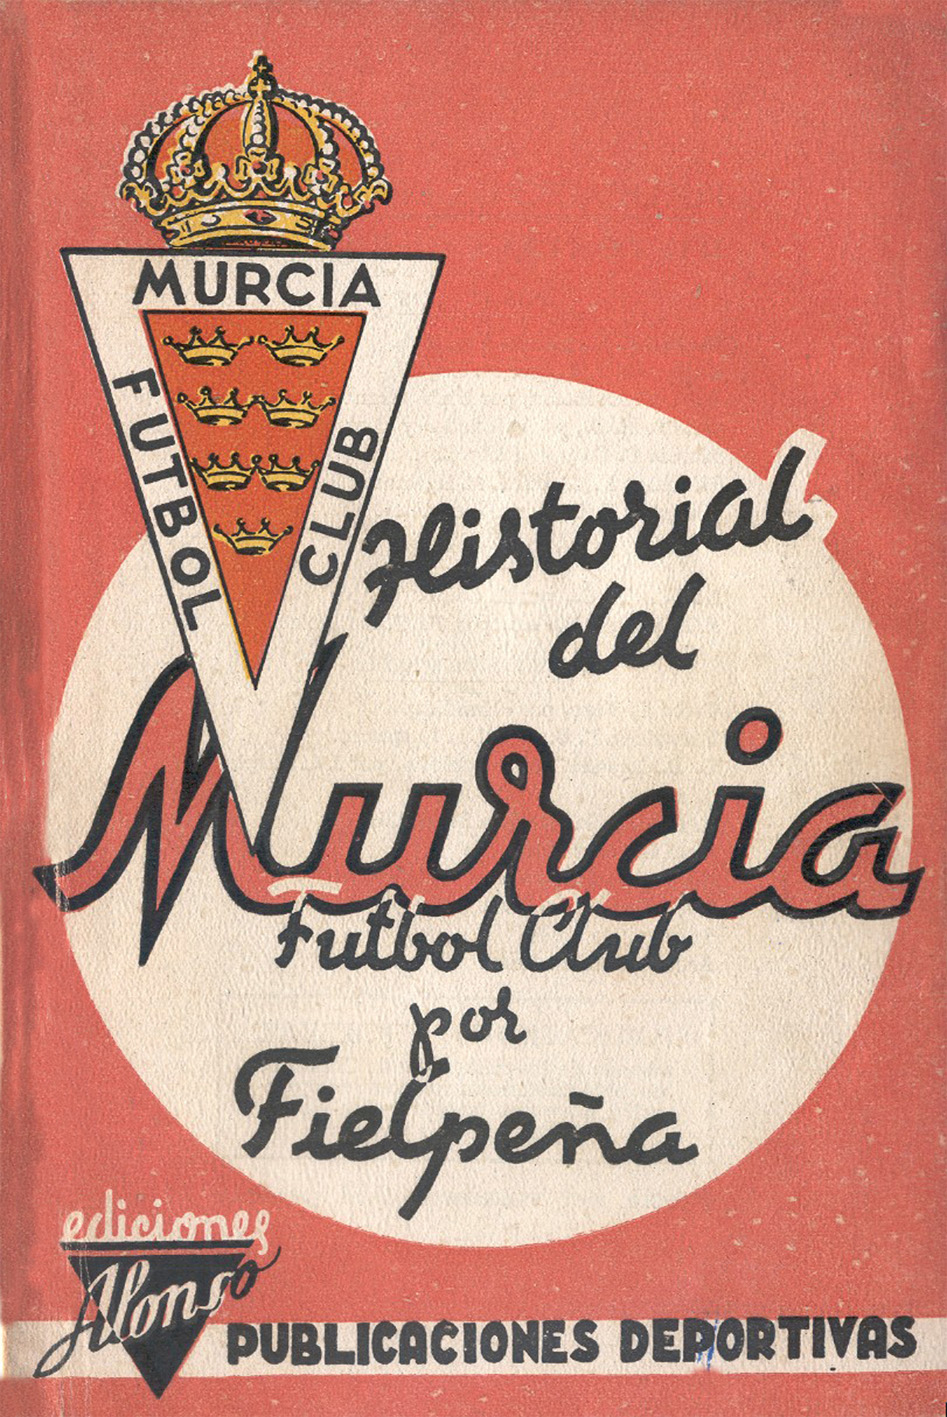 MURCIA
FUTBOL
CLUB
Historial
del
Murcia
Futbol Club
por
Fielpeña
ediciones
Alonso
PUBLICACIONES DEPORTIVAS